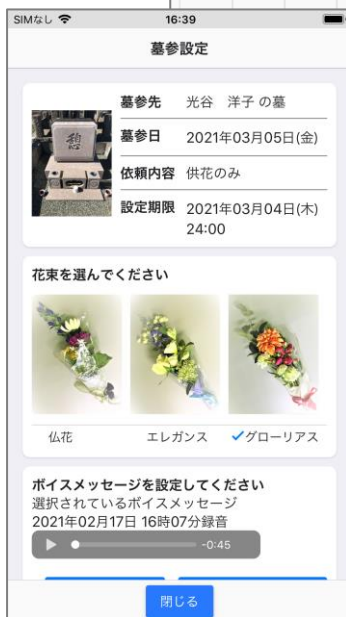 SIMなし 16:39
墓参設定
墓参先 光谷 洋子 の墓
墓参日 2021年03月05日(金)
依頼内容 供花のみ
設定期限 2021年03月04日(木)
24:00
花束を選んでください
仏花 エレガンス ✓グローリアス
ボイスメッセージを設定してください
選択されているボイスメッセージ
2021年02月17日 16時07分録音
-0:45
閉じる